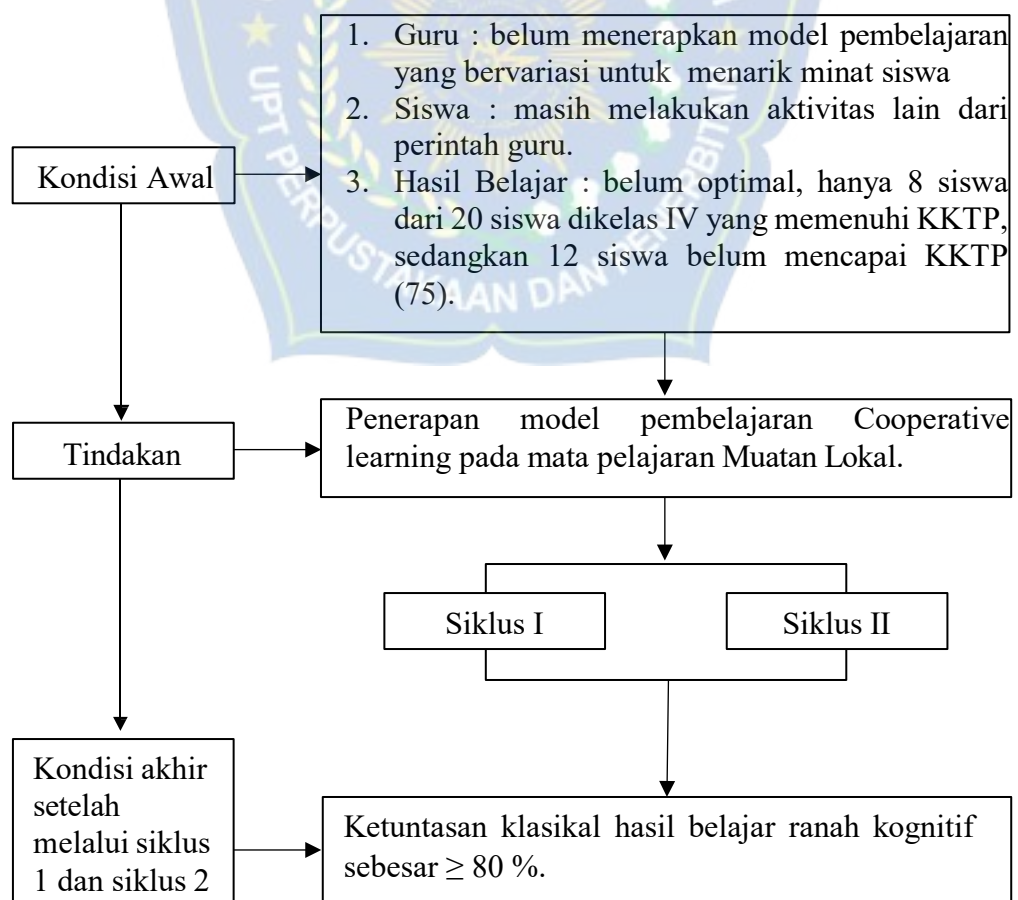 1. Guru : belum menerapkan model pembelajaran
yang bervariasi untuk menarik minat siswa
2. Siswa : masih melakukan aktivitas lain dari
perintah guru.
Kondisi Awal
3. Hasil Belajar : belum optimal, hanya 8 siswa
dari 20 siswa dikelas IV yang memenuhi KKTP,
sedangkan 12 siswa belum mencapai KKTP
(75).
UPT PERPUSTAKAAN DAN PENERBITAN
Tindakan
Penerapan model pembelajaran Cooperative
learning pada mata pelajaran Muatan Lokal.
Siklus I
Siklus II
Kondisi akhir
setelah
melalui siklus
1 dan siklus 2
Ketuntasan klasikal hasil belajar ranah kognitif
sebesar ≥ 80 %.